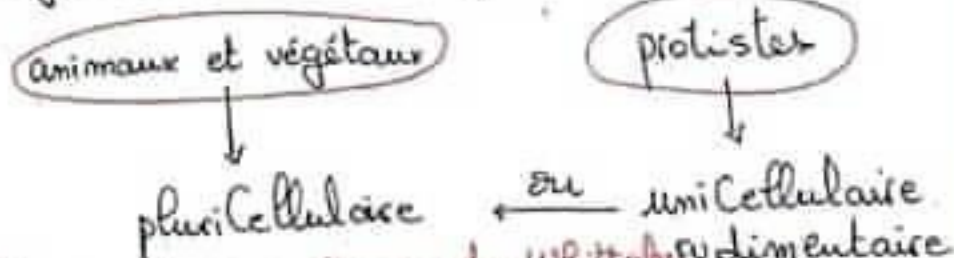 animaux et végétaux protistes
pluriCellulaire ou uniCellulaire
rudimentaire